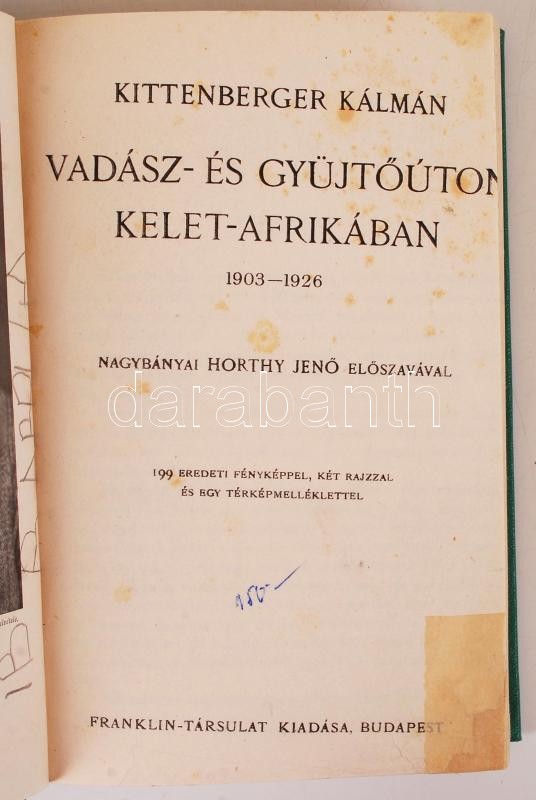 KITTENBERGER KÁLMÁN
VADÁSZ- ÉS GYÜJTŐÚTON
KELET-AFRIKÁBAN
1903—1926
NAGYBÁNYAI HORTHY JENŐ ELŐSZAVÁVAL
darabanth
199 EREDETI FÉNYKÉPPEL, KÉT RAJZZAL
ÉS EGY TÉRKÉPMELLÉKLETTEL
FRANKLIN-TÁRSULAT KIADÁSA, BUDAPEST